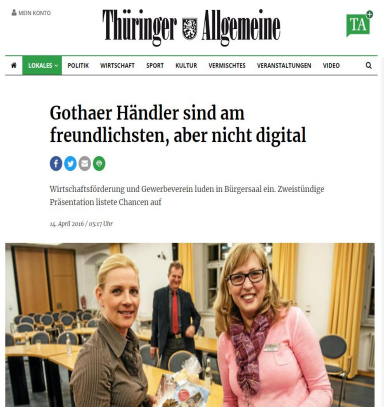 MEIN KONTO
Thüringer Allgemeine
TA
LOKALES POLITIK WIRTSCHAFT SPORT KULTUR VERMISCHTES VERANSTALTUNGEN VIDEO
Gothaer Händler sind am
freundlichsten, aber nicht digital
Wirtschaftsförderung und Gewerbeverein luden in Bürgersaal ein. Zweistündige
Präsentation listete Chancen auf
14. April 2016 / 05:17 Uhr